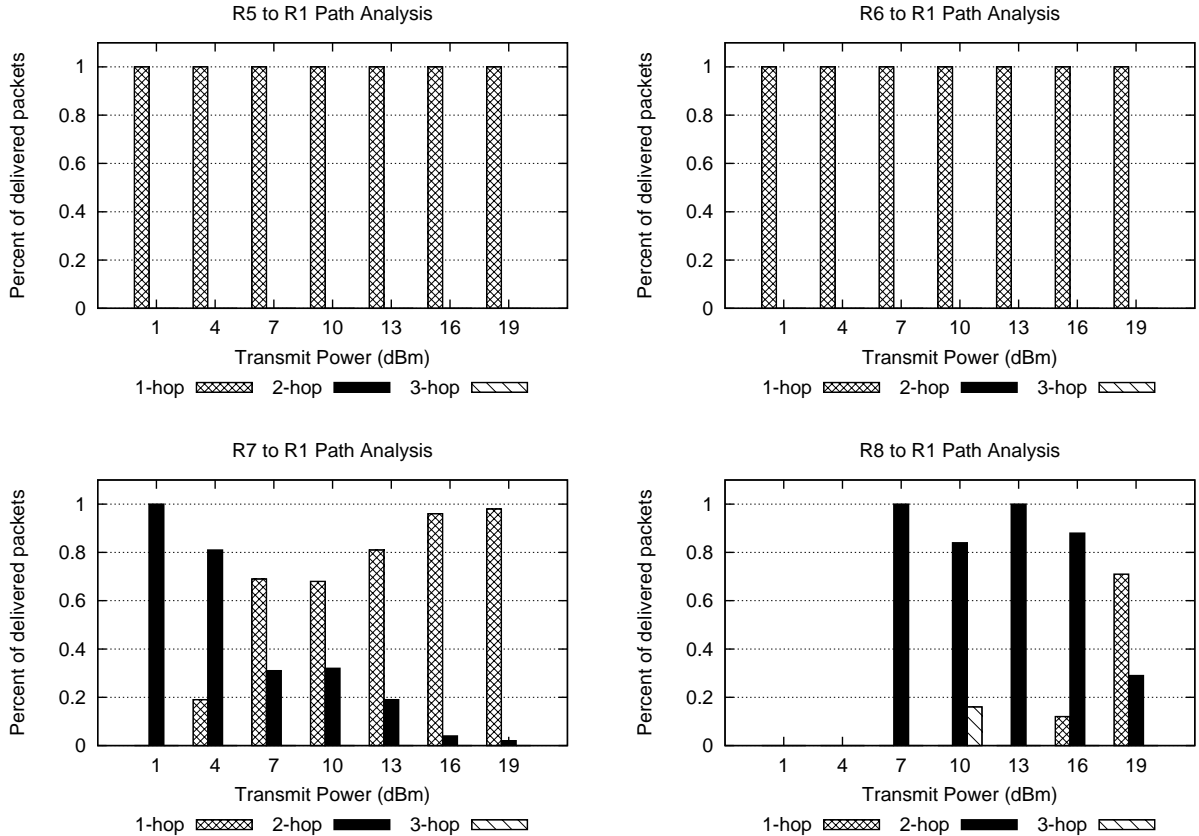 R5 to R1 Path Analysis
Percent of delivered packets
1
0.8
0.6
0.4
0.2
0
1 4 7 10 13 16 19
Transmit Power (dBm)
1-hop 2-hop 3-hop
R6 to R1 Path Analysis
Percent of delivered packets
1
0.8
0.6
0.4
0.2
0
1 4 7 10 13 16 19
Transmit Power (dBm)
1-hop 2-hop 3-hop
R7 to R1 Path Analysis
Percent of delivered packets
1
0.8
0.6
0.4
0.2
0
1 4 7 10 13 16 19
Transmit Power (dBm)
1-hop 2-hop 3-hop
R8 to R1 Path Analysis
Percent of delivered packets
1
0.8
0.6
0.4
0.2
0
1 4 7 10 13 16 19
Transmit Power (dBm)
1-hop 2-hop 3-hop